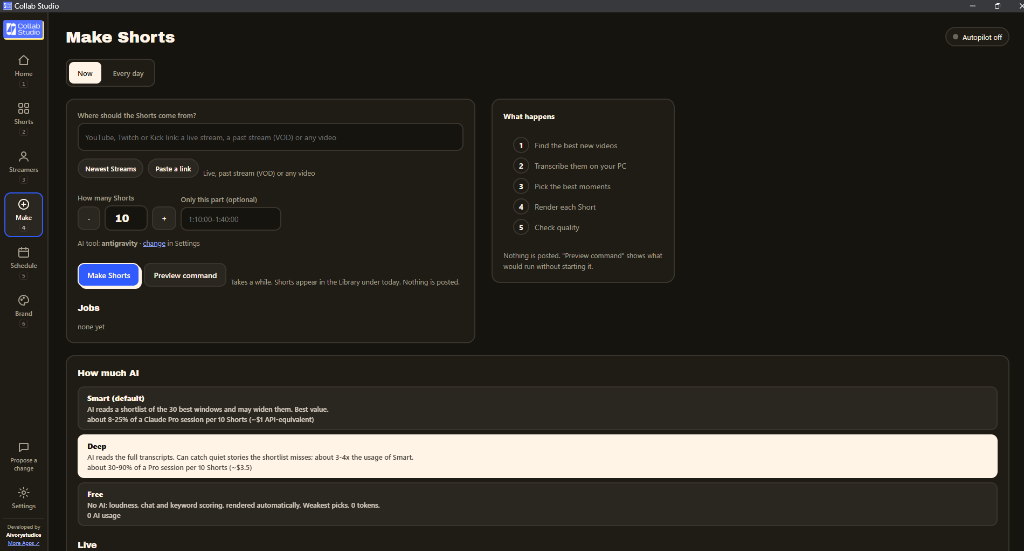 Collab Studio
Collab Studio
Home
1
Shorts
2
Streamers
3
Make
4
Schedule
5
Brand
6
Propose a change
Settings
Developed by
Aivorystudios
More Apps ↗
Make Shorts
Autopilot off
Now
Every day
Where should the Shorts come from?
YouTube, Twitch or Kick link: a live stream, a past stream (VOD) or any video
Newest Streams
Paste a link
Live, past stream (VOD) or any video
How many Shorts
Only this part (optional)
-
10
+
1:10:00-1:40:00
AI tool: antigravity · change in Settings
Make Shorts
Preview command
Takes a while. Shorts appear in the Library under today. Nothing is posted.
Jobs
none yet
What happens
1 Find the best new videos
2 Transcribe them on your PC
3 Pick the best moments
4 Render each Short
5 Check quality
Nothing is posted. "Preview command" shows what
would run without starting it.
How much AI
Smart (default)
AI reads a shortlist of the 30 best windows and may widen them. Best value.
about 8-25% of a Claude Pro session per 10 Shorts (~$1 API-equivalent)
Deep
AI reads the full transcripts. Can catch quiet stories the shortlist misses; about 3-4x the usage of Smart.
about 30-90% of a Pro session per 10 Shorts (~$3.5)
Free
No AI: loudness, chat and keyword scoring, rendered automatically. Weakest picks, 0 tokens.
0 AI usage
Live